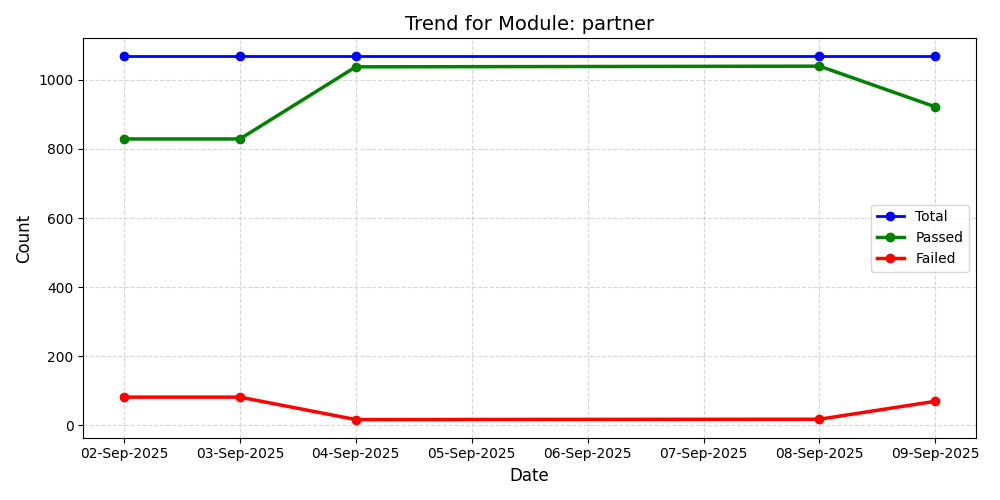 Trend for Module: partner
Count
1000
800
600
400
200
0
Total
Passed
Failed
02-Sep-2025 03-Sep-2025 04-Sep-2025 05-Sep-2025 06-Sep-2025 07-Sep-2025 08-Sep-2025 09-Sep-2025
Date